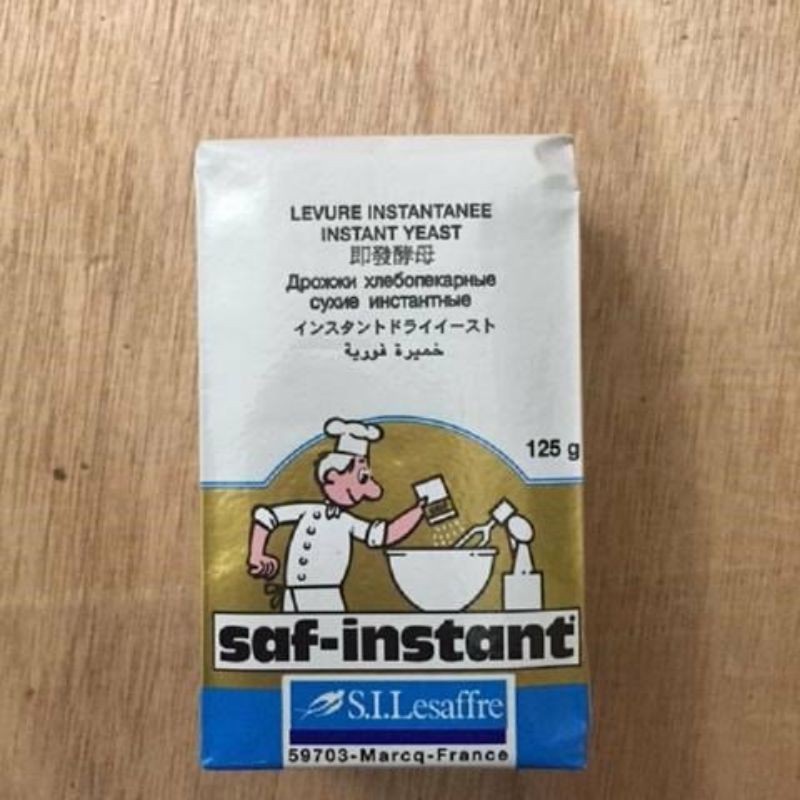 LEVURE INSTANTANEE
INSTANT YEAST
即發酵母
Дрожжи хлебопекарные
сухие инстантные
インスタントドライイースト
خميرة فورية
125 g
saf-instant
S.I.Lesaffre
59703-Marcq-France